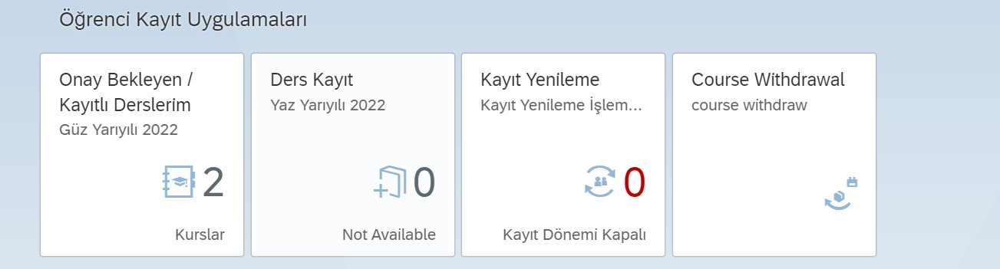 Öğrenci Kayıt Uygulamaları
Onay Bekleyen /
Kayıtlı Derslerim
Güz Yarıyılı 2022
2
Kurslar
Ders Kayıt
Yaz Yarıyılı 2022
0
Not Available
Kayıt Yenileme
Kayıt Yenileme İşlem...
0
Kayıt Dönemi Kapalı
Course Withdrawal
course withdraw